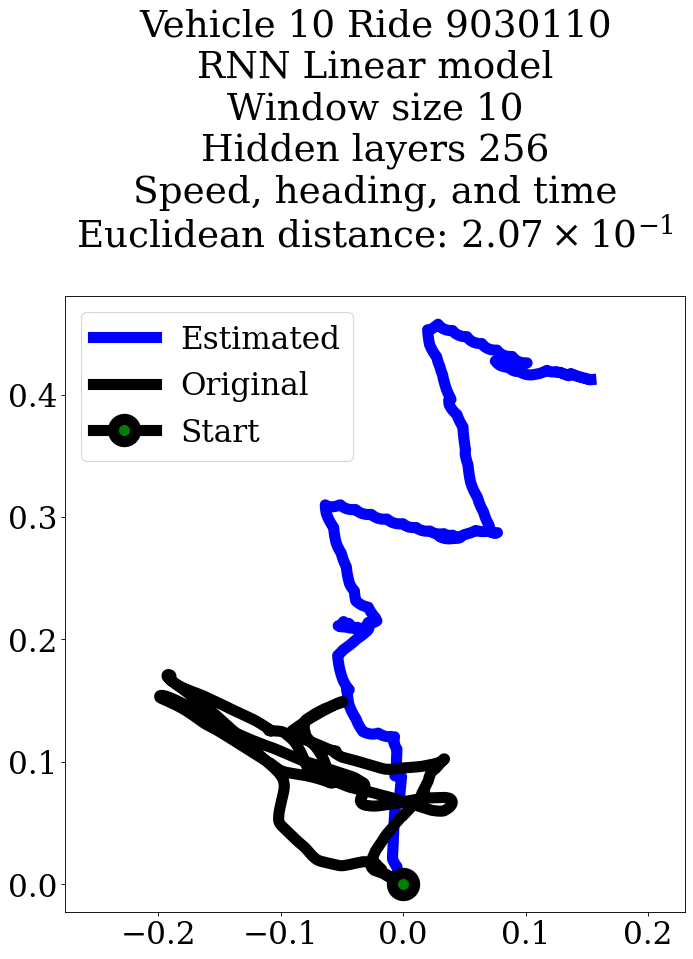 Vehicle 10 Ride 9030110
RNN Linear model
Window size 10
Hidden layers 256
Speed, heading, and time
Euclidean distance: 2.07 × 10⁻¹
Estimated
Original
Start
0.4
0.3
0.2
0.1
0.0
−0.2 −0.1 0.0 0.1 0.2